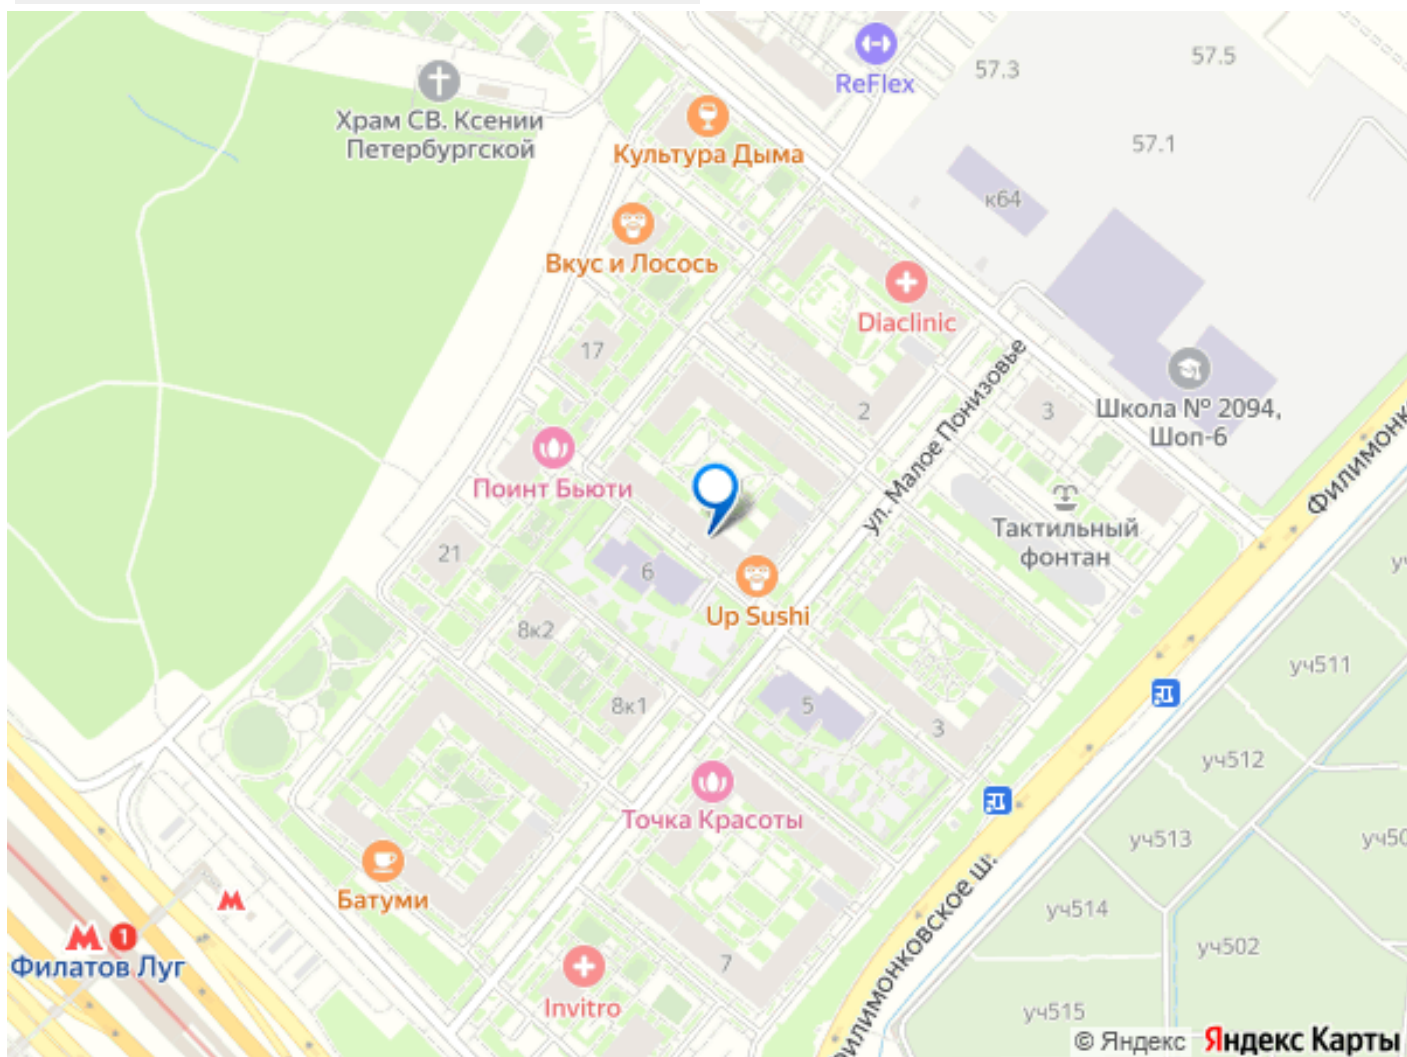 ReFlex
57.3
57.5
Храм СВ. Ксении
Петербургской
Культура Дыма
57.1
к64
Вкус и Лосось
Diaclinic
17
2
3
ул. Малое Понизовье
Школа № 2094,
Шоп-6
Поинт Бьюти
Филимонк
Тактильный
фонтан
21
6
Up Sushi
8к2
8к1
5
3
уч511
уч512
Точка Красоты
уч513
уч50
Батуми
М
уч514
М 1
Филатов Луг
7
уч502
Филимонковское ш.
Invitro
уч515
© Яндекс Яндекс Карты